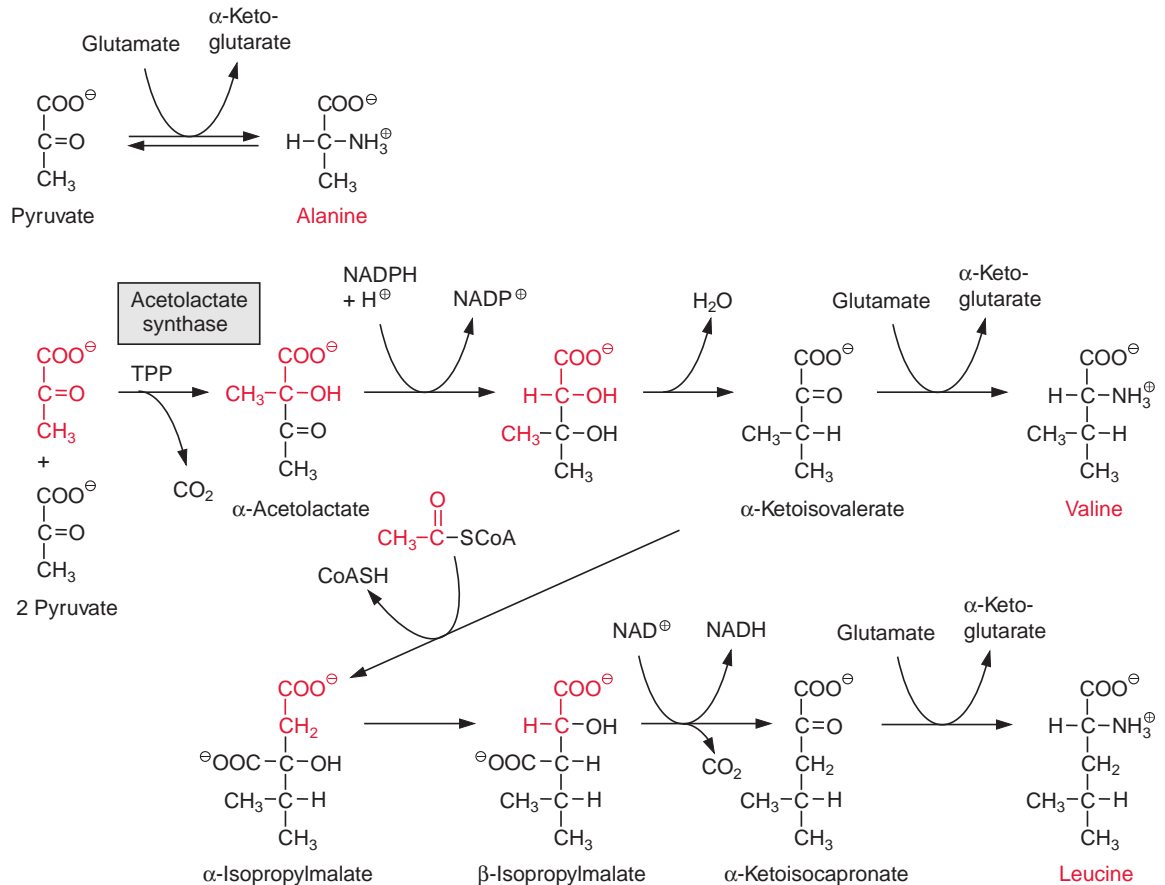 α-Keto-
glutarate
Glutamate
COO⊖
C=O
CH3
Pyruvate
COO⊖
H–C–NH3⊕
CH3
Alanine
Acetolactate
synthase
TPP
CO2
COO⊖
C=O
CH3
+
COO⊖
C=O
CH3
2 Pyruvate
COO⊖
CH3–C–OH
C=O
CH3
α-Acetolactate
NADPH
+ H⊕
NADP⊕
COO⊖
H–C–OH
CH3–C–OH
CH3
H2O
COO⊖
C=O
CH3–C–H
CH3
α-Ketoisovalerate
Glutamate
α-Keto-
glutarate
COO⊖
H–C–NH3⊕
CH3–C–H
CH3
Valine
O
CH3–C–SCoA
CoASH
COO⊖
CH2
⊖OOC–C–OH
CH3–C–H
CH3
α-Isopropylmalate
COO⊖
H–C–OH
⊖OOC–C–H
CH3–C–H
CH3
β-Isopropylmalate
NAD⊕
NADH
CO2
COO⊖
C=O
CH2
CH3–C–H
CH3
α-Ketoisocapronate
Glutamate
α-Keto-
glutarate
COO⊖
H–C–NH3⊕
CH2
CH3–C–H
CH3
Leucine